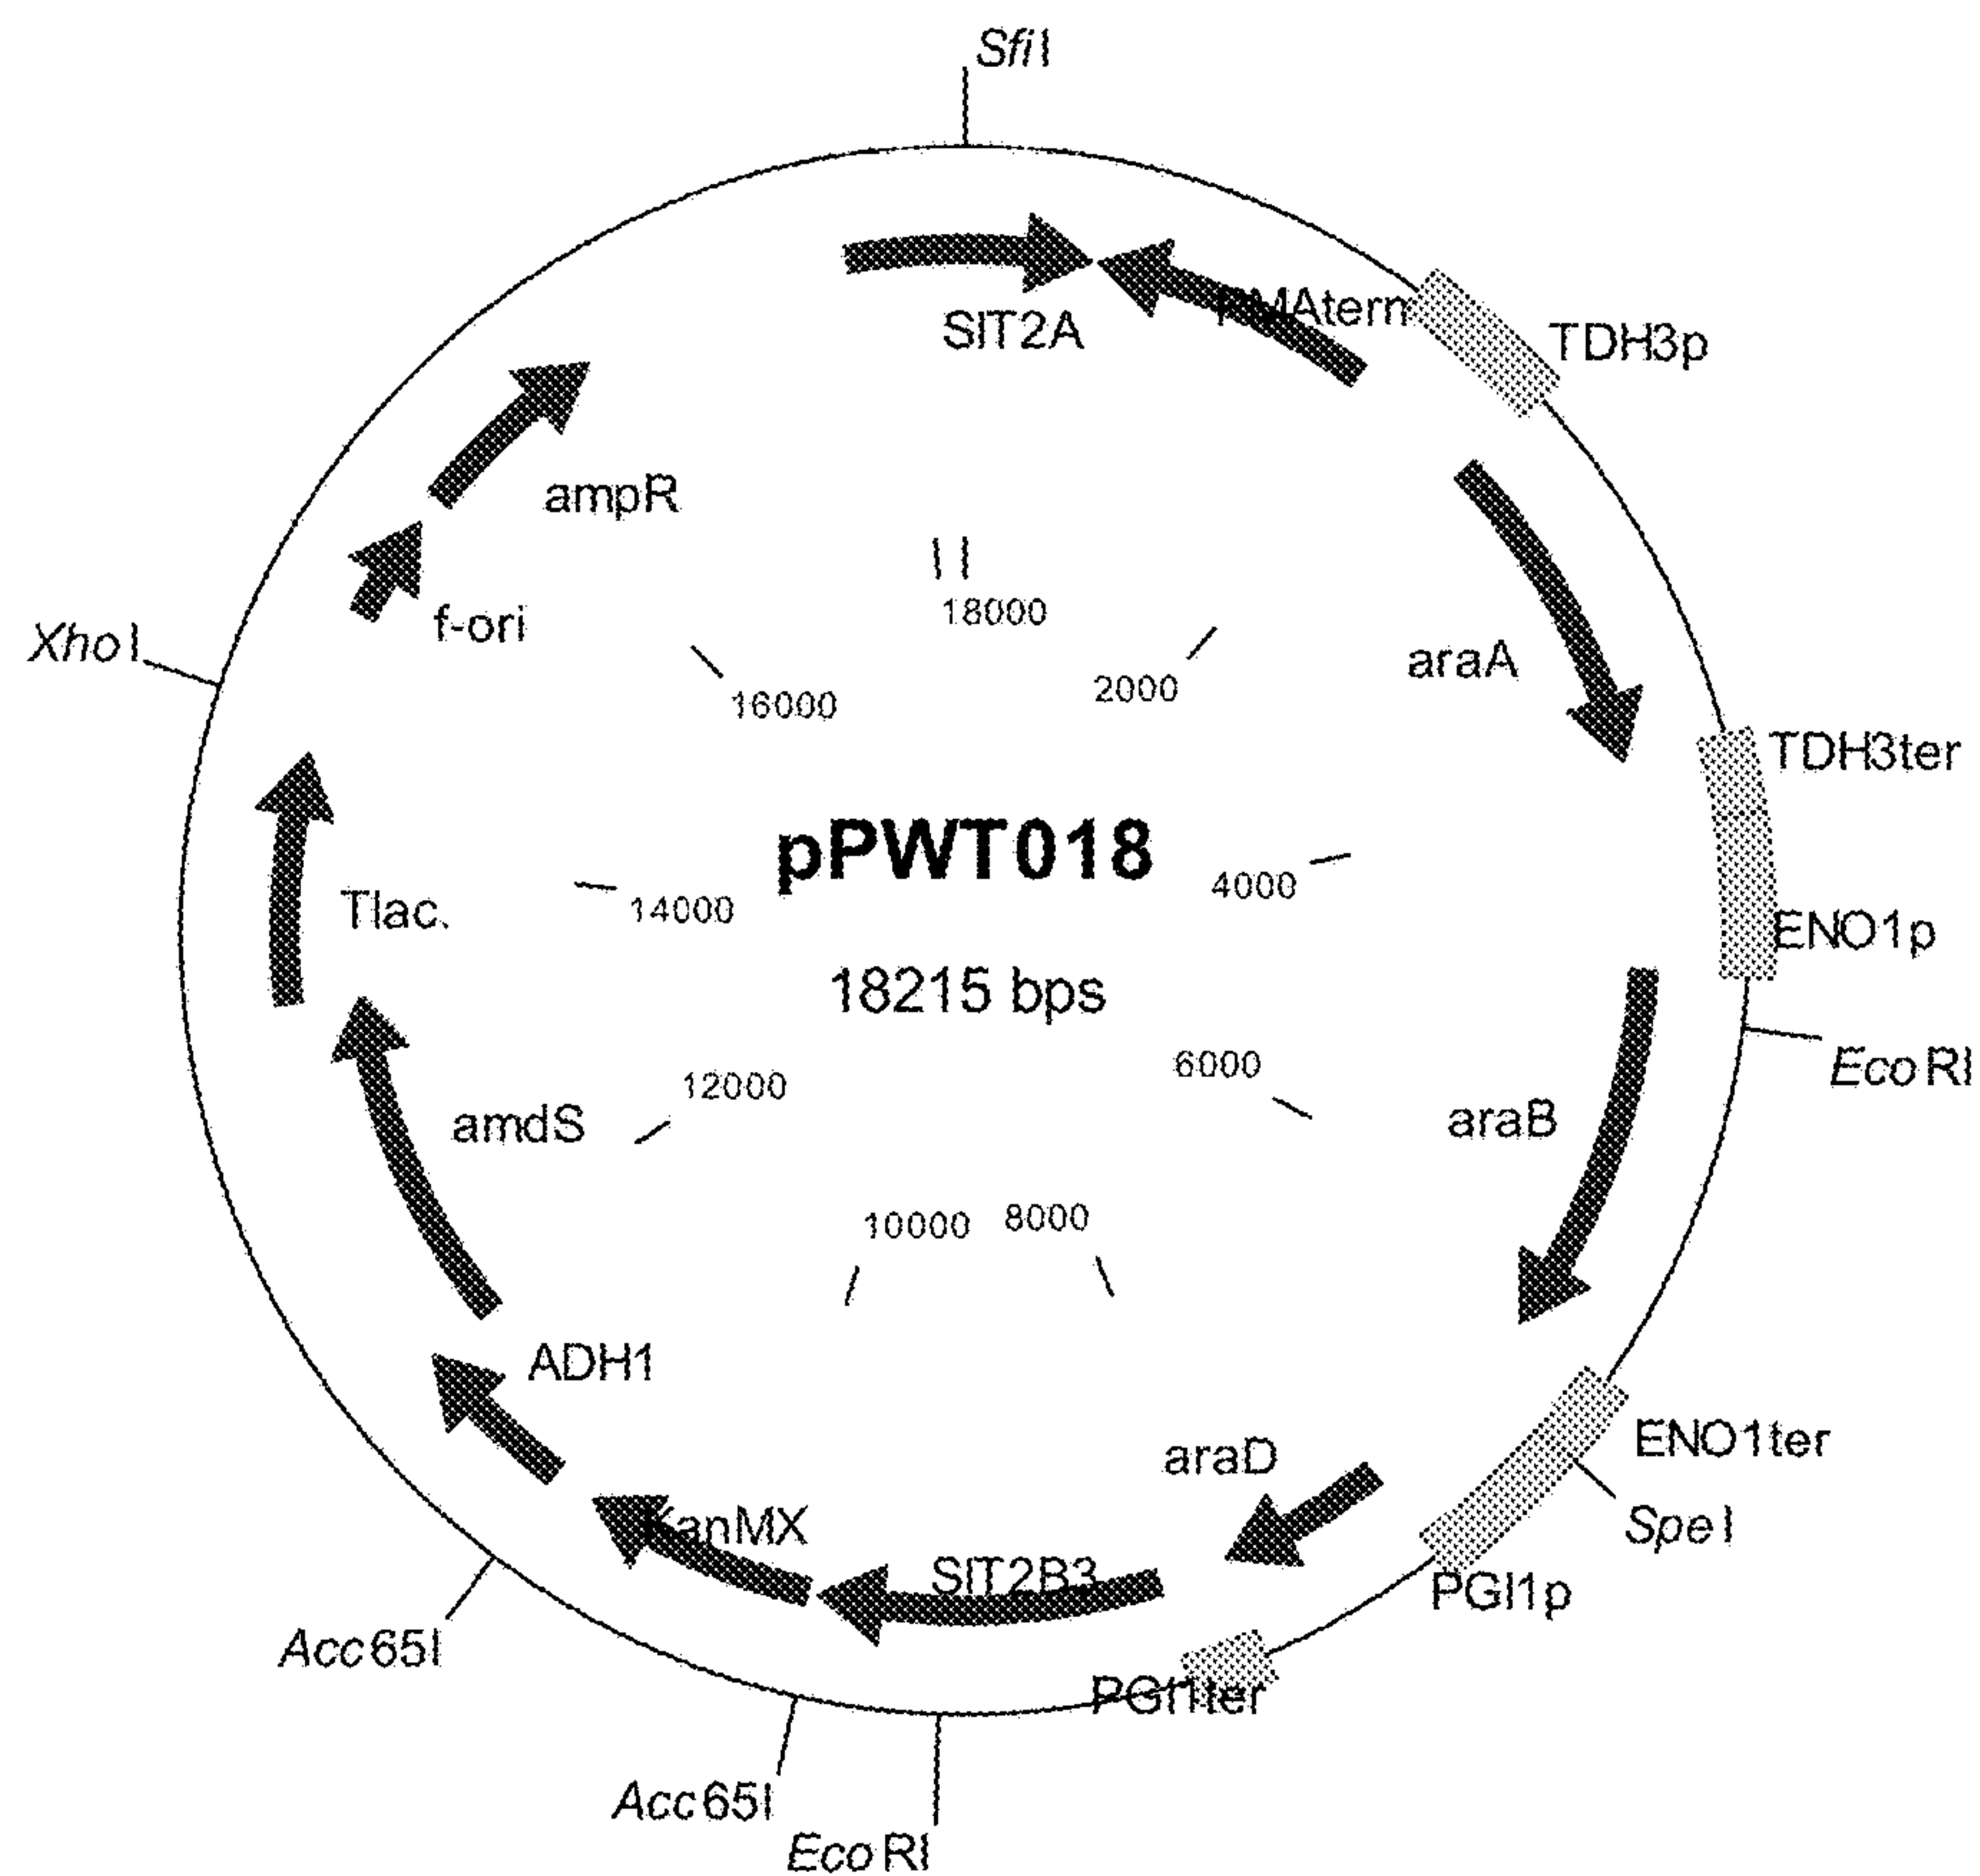 SfiI
SIT2A
PMAterm
TDH3p
ampR
f-ori
18000
XhoI
araA
2000
16000
TDH3ter
pPWT018
4000
Tlac.
14000
ENO1p
18215 bps
EcoRI
6000
12000
araB
amdS
10000
8000
ADH1
ENO1ter
araD
SpeI
KanMX
SIT2B3
PGI1p
Acc65I
PGI1ter
Acc65I
EcoRI